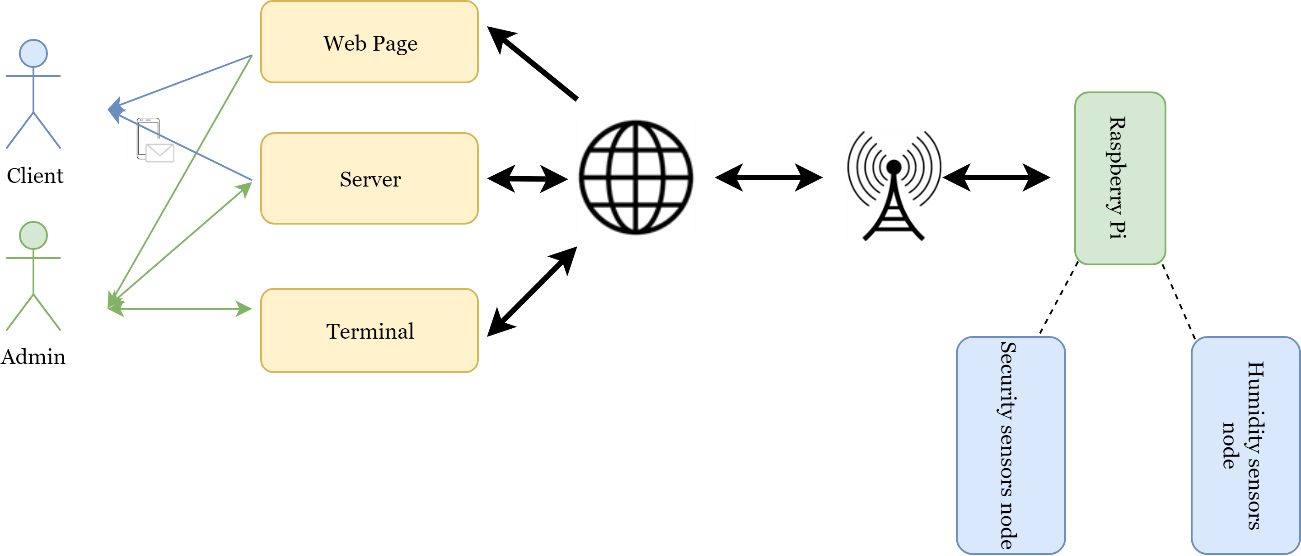 Web Page
Client
Server
Admin
Terminal
Raspberry Pi
Security sensors node
Humidity sensors
node